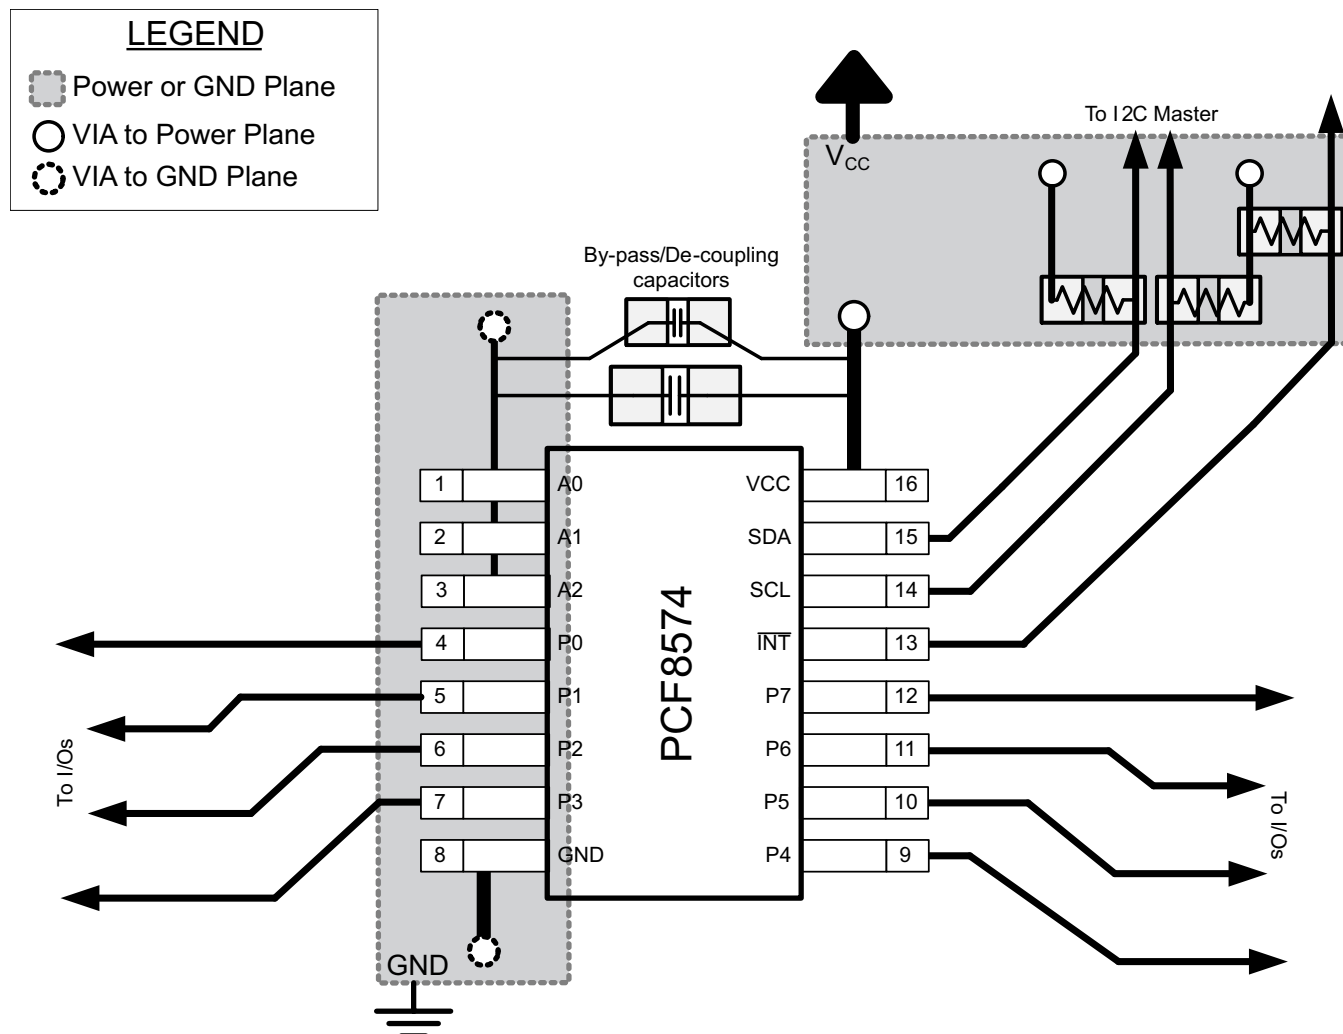 LEGEND
Power or GND Plane
VIA to Power Plane
VIA to GND Plane
To I2C Master
VCC
By-pass/De-coupling
capacitors
1 A0 VCC 16
2 A1 SDA 15
3 A2 SCL 14
4 P0 INT 13
5 P1 P7 12
6 P2 P6 11
7 P3 P5 10
8 GND P4 9
PCF8574
To I/Os
To I/Os
GND